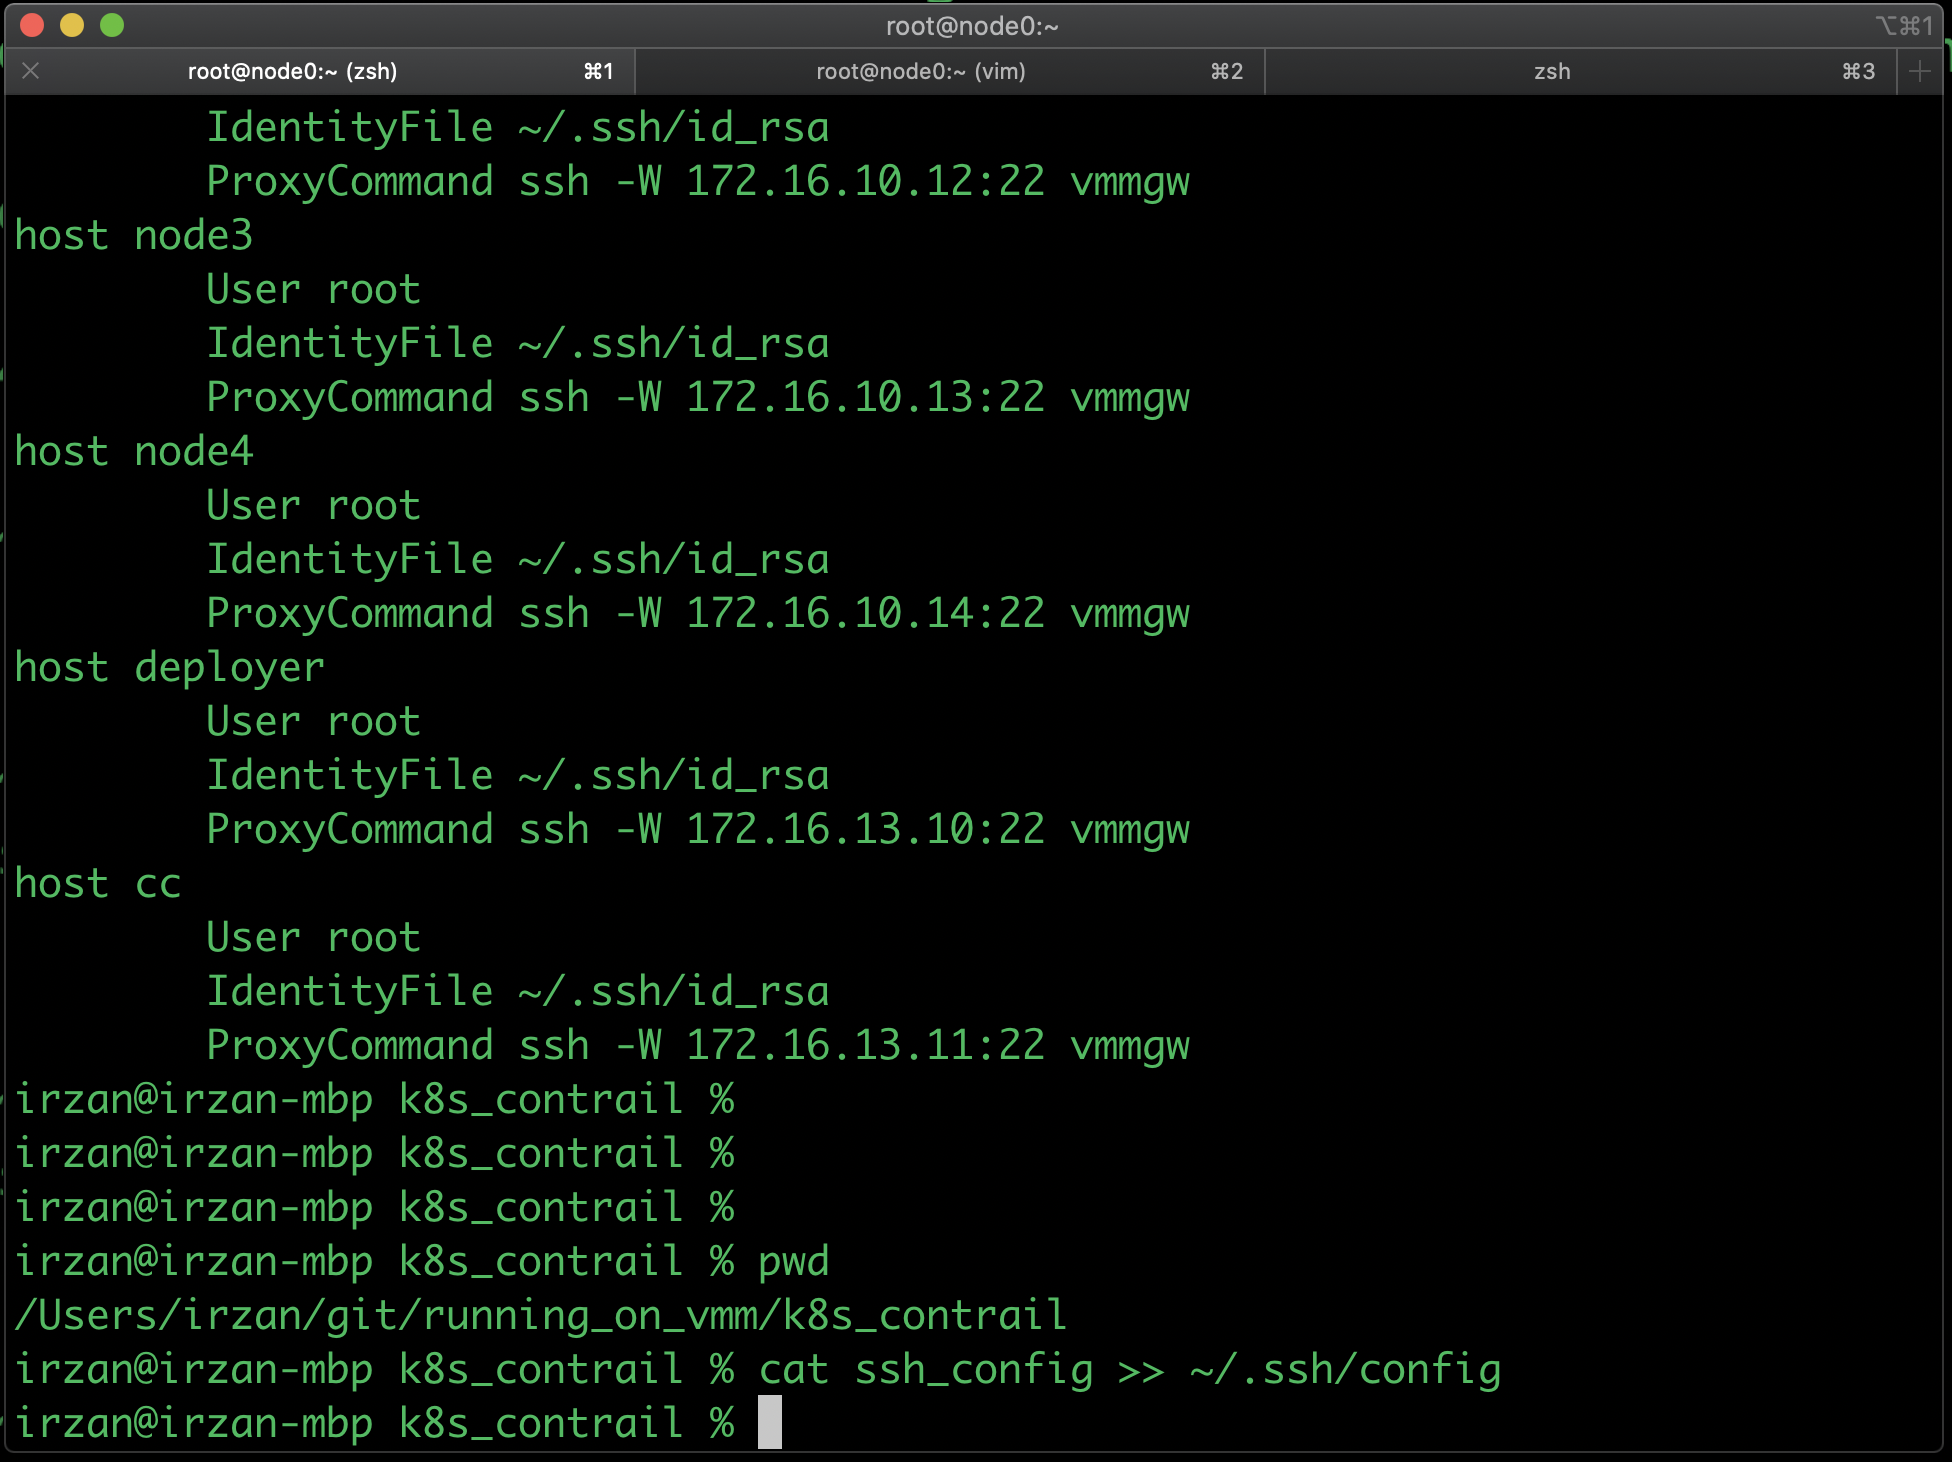 root@node0:~
⌥⌘1
root@node0:~ (zsh) ⌘1
root@node0:~ (vim) ⌘2
zsh ⌘3
IdentityFile ~/.ssh/id_rsa
ProxyCommand ssh -W 172.16.10.12:22 vmmgw
host node3
User root
IdentityFile ~/.ssh/id_rsa
ProxyCommand ssh -W 172.16.10.13:22 vmmgw
host node4
User root
IdentityFile ~/.ssh/id_rsa
ProxyCommand ssh -W 172.16.10.14:22 vmmgw
host deployer
User root
IdentityFile ~/.ssh/id_rsa
ProxyCommand ssh -W 172.16.13.10:22 vmmgw
host cc
User root
IdentityFile ~/.ssh/id_rsa
ProxyCommand ssh -W 172.16.13.11:22 vmmgw
irzan@irzan-mbp k8s_contrail %
irzan@irzan-mbp k8s_contrail %
irzan@irzan-mbp k8s_contrail %
irzan@irzan-mbp k8s_contrail % pwd
/Users/irzan/git/running_on_vmm/k8s_contrail
irzan@irzan-mbp k8s_contrail % cat ssh_config >> ~/.ssh/config
irzan@irzan-mbp k8s_contrail %